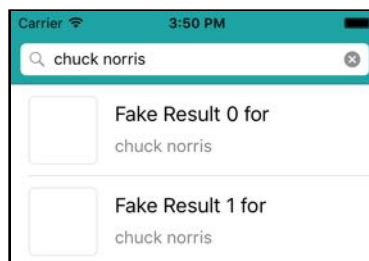 Carrier 3:50 PM
chuck norris
Fake Result 0 for
chuck norris
Fake Result 1 for
chuck norris